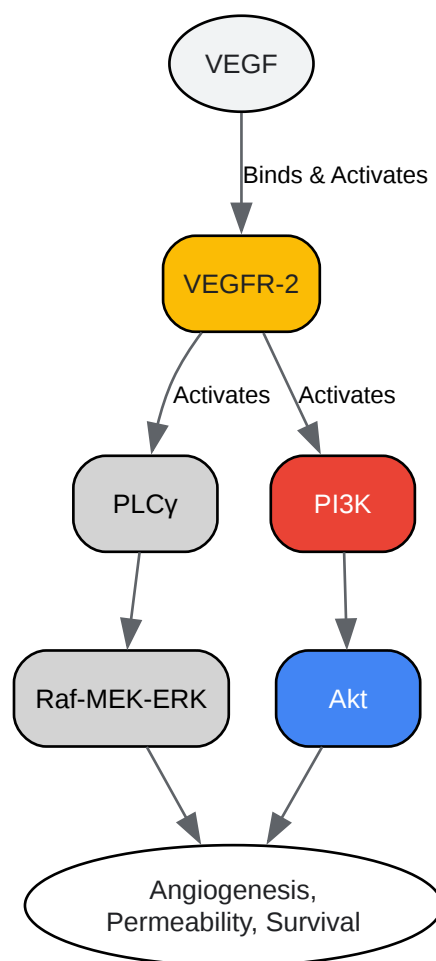 VEGF
Binds & Activates
VEGFR-2
Activates
Activates
PLCγ
PI3K
Raf-MEK-ERK
Akt
Angiogenesis,
Permeability, Survival